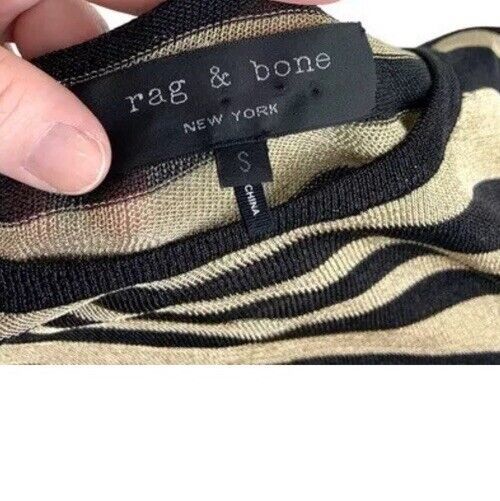 rag & bone
NEW YORK
S
CHINA